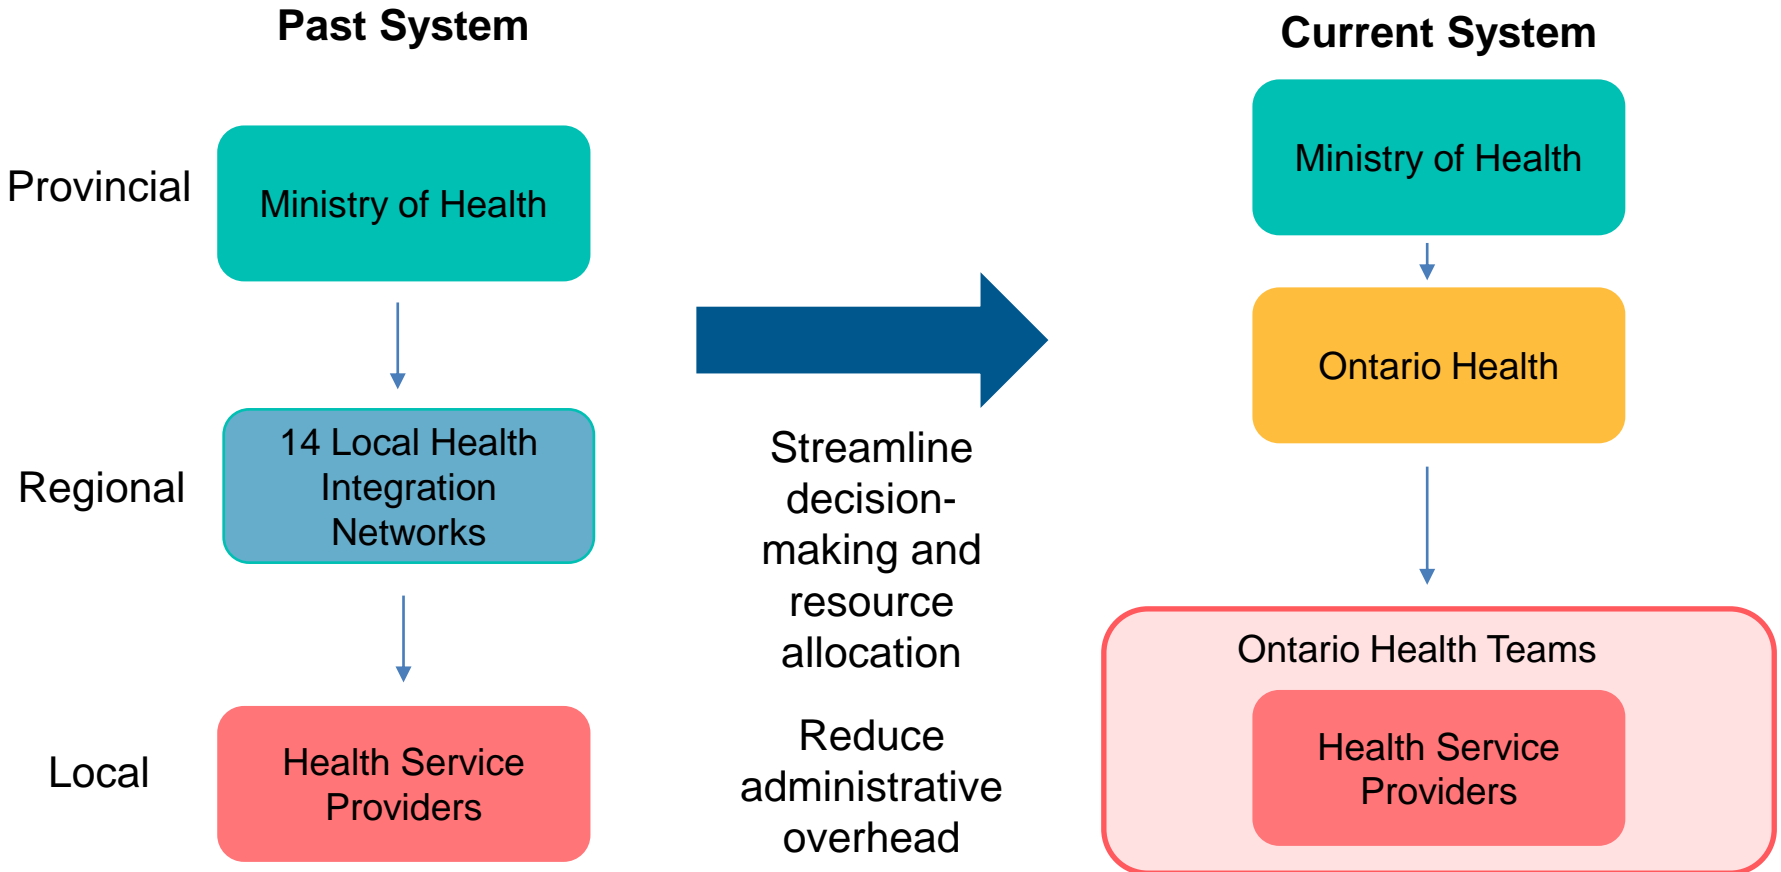 Past System
Provincial
Ministry of Health
Regional
14 Local Health
Integration
Networks
Local
Health Service
Providers
Streamline
decision-
making and
resource
allocation
Reduce
administrative
overhead
Current System
Ministry of Health
Ontario Health
Ontario Health Teams
Health Service
Providers